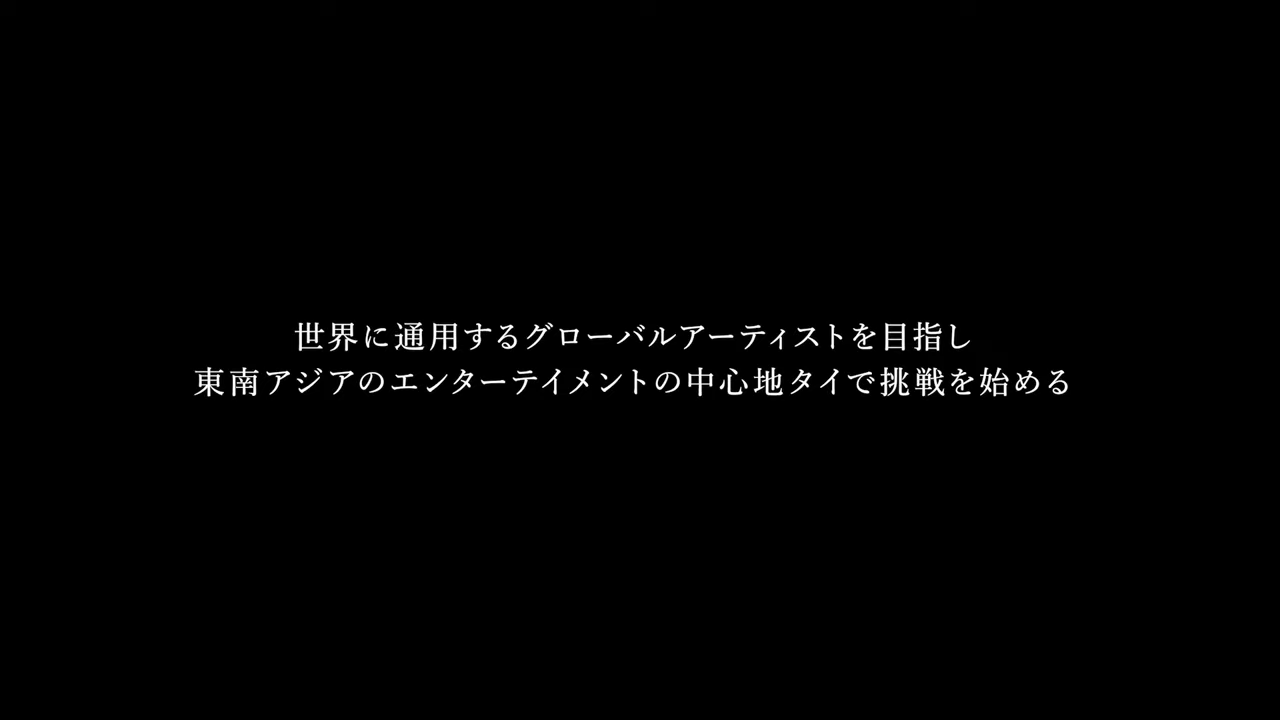 世界に通用するグローバルアーティストを目指し
東南アジアのエンターテイメントの中心地タイで挑戦を始める